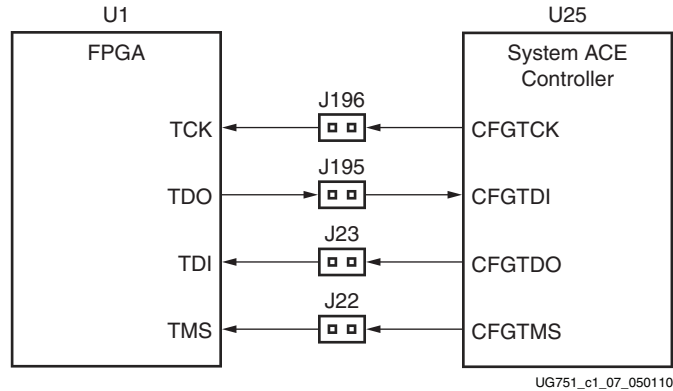 U1
U25
FPGA
System ACE
Controller
J196
TCK
CFGTCK
J195
TDO
CFGTDI
J23
TDI
CFGTDO
J22
TMS
CFGTMS
UG751_c1_07_050110